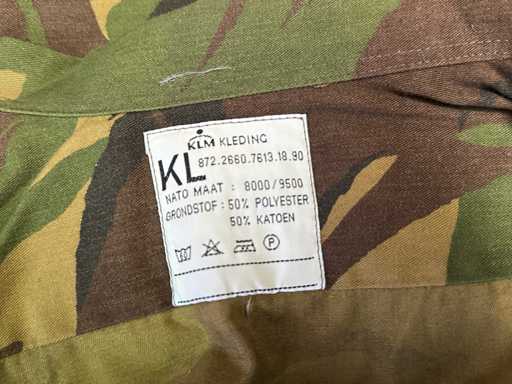 KLM KLEDING
KL 872.2660.7613.18.90
NATO MAAT : 8000/9500
GRONDSTOF : 50% POLYESTER
50% KATOEN
P